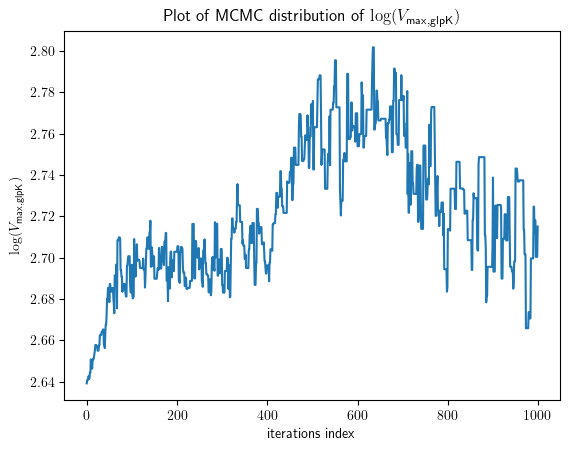 Plot of MCMC distribution of log(V_max,glpK)
2.80
2.78
2.76
2.74
2.72
2.70
2.68
2.66
2.64
log(V_max,glpK)
0 200 400 600 800 1000
iterations index